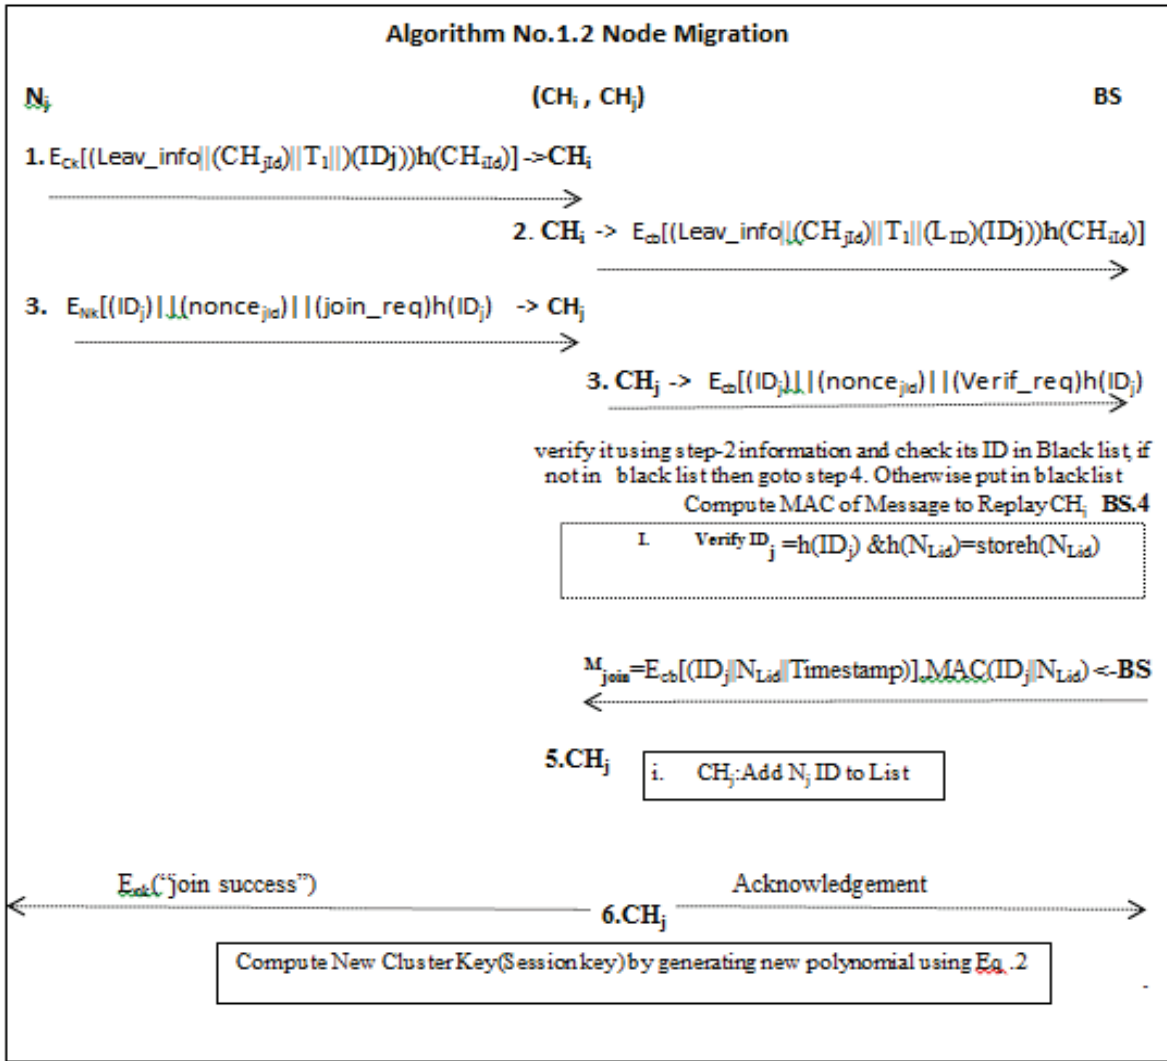 Algorithm No.1.2 Node Migration
Nj (CHi , CHj) BS
1. ECk[(Leav_info||(CHjId)||T1||)(IDj))h(CHiId)] ->CHi
2. CHi -> Ecb[(Leav_info||(CHjId)||T1||(LID)(IDj))h(CHiId)]
3. ENk[(IDj)||(noncejId)||(join_req)h(IDj) -> CHj
3. CHj -> Ecb[(IDj)||(noncejId)||(Verif_req)h(IDj)
verify it using step-2 information and check its ID in Black list, if
not in black list then goto step 4. Otherwise put in black list
Compute MAC of Message to Replay CHj BS.4
I. Verify IDj =h(IDj) &h(NLid)=storeh(NLid)
Mjoin=Ecb[(IDj||NLid||Timestamp)],MAC(IDj||NLid) <-BS
5.CHj i. CHj:Add Nj ID to List
Enk("join success") Acknowledgement
6.CHj
Compute New Cluster Key(Session key) by generating new polynomial using Eq .2